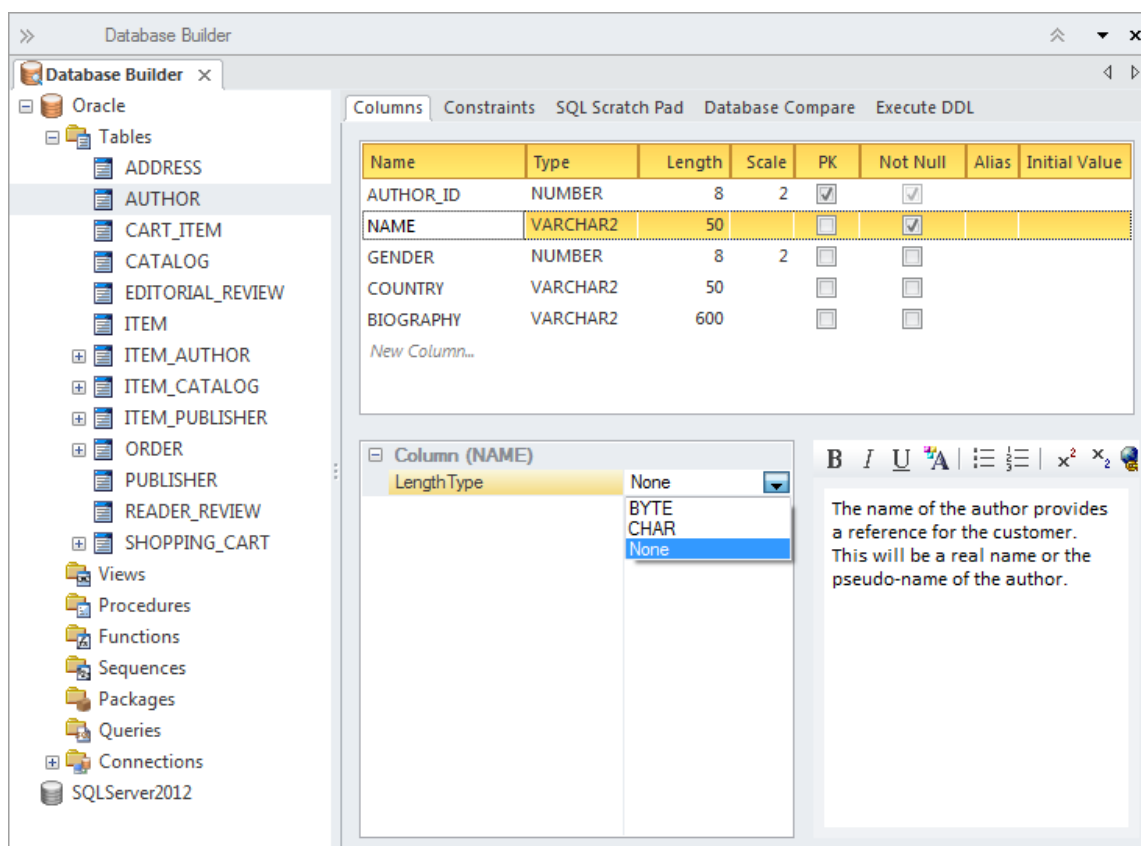 Database Builder
Database Builder
Oracle
Tables
ADDRESS
AUTHOR
CART_ITEM
CATALOG
EDITORIAL_REVIEW
ITEM
ITEM_AUTHOR
ITEM_CATALOG
ITEM_PUBLISHER
ORDER
PUBLISHER
READER_REVIEW
SHOPPING_CART
Views
Procedures
Functions
Sequences
Packages
Queries
Connections
SQLServer2012
Columns Constraints SQL Scratch Pad Database Compare Execute DDL
Name Type Length Scale PK Not Null Alias Initial Value
AUTHOR_ID NUMBER 8 2
NAME VARCHAR2 50
GENDER NUMBER 8 2
COUNTRY VARCHAR2 50
BIOGRAPHY VARCHAR2 600
New Column...
Column (NAME)
LengthType None
BYTE
CHAR
None
B I U A x² x₂
The name of the author provides
a reference for the customer.
This will be a real name or the
pseudo-name of the author.